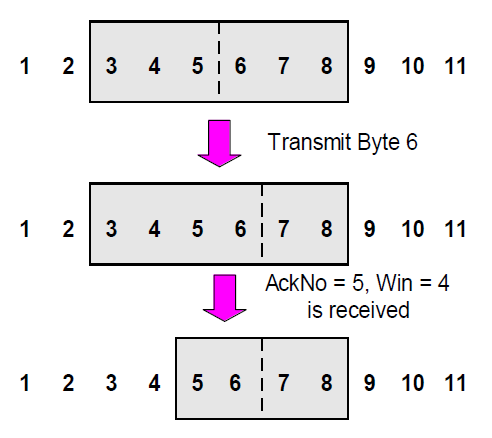 1 2 3 4 5 6 7 8 9 10 11
Transmit Byte 6
1 2 3 4 5 6 7 8 9 10 11
AckNo = 5, Win = 4
is received
1 2 3 4 5 6 7 8 9 10 11